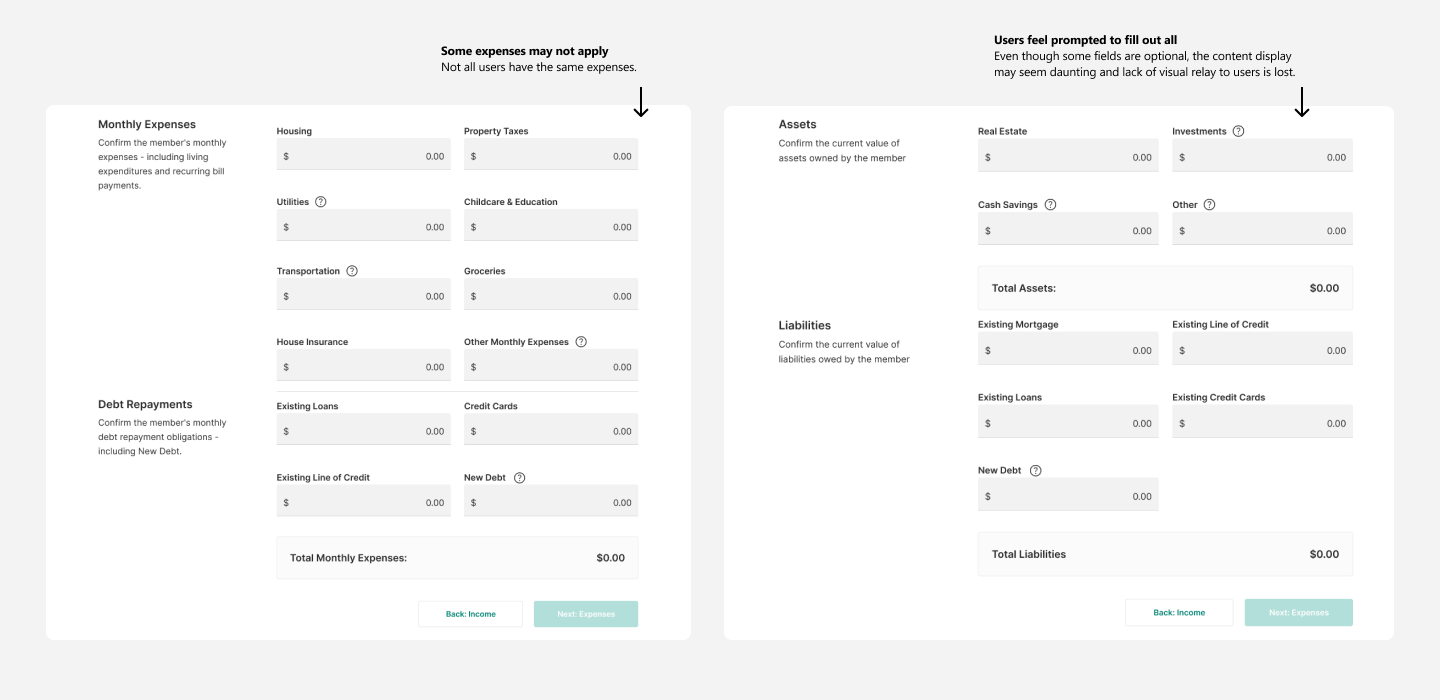 Some expenses may not apply
Not all users have the same expenses.
Users feel prompted to fill out all
Even though some fields are optional, the content display
may seem daunting and lack of visual relay to users is lost.
Monthly Expenses
Confirm the member's monthly
expenses - including living
expenditures and recurring bill
payments.
Housing
Property Taxes
$ 0.00
$ 0.00
Utilities ?
Childcare & Education
$ 0.00
$ 0.00
Transportation ?
Groceries
$ 0.00
$ 0.00
House Insurance
Other Monthly Expenses ?
$ 0.00
$ 0.00
Debt Repayments
Confirm the member's monthly
debt repayment obligations -
including New Debt.
Existing Loans
Credit Cards
$ 0.00
$ 0.00
Existing Line of Credit
New Debt ?
$ 0.00
$ 0.00
Total Monthly Expenses: $0.00
Back: Income
Next: Expenses
Assets
Confirm the current value of
assets owned by the member
Real Estate
Investments ?
$ 0.00
$ 0.00
Cash Savings ?
Other ?
$ 0.00
$ 0.00
Total Assets: $0.00
Liabilities
Confirm the current value of
liabilities owed by the member
Existing Mortgage
Existing Line of Credit
$ 0.00
$ 0.00
Existing Loans
Existing Credit Cards
$ 0.00
$ 0.00
New Debt ?
$ 0.00
Total Liabilities $0.00
Back: Income
Next: Expenses